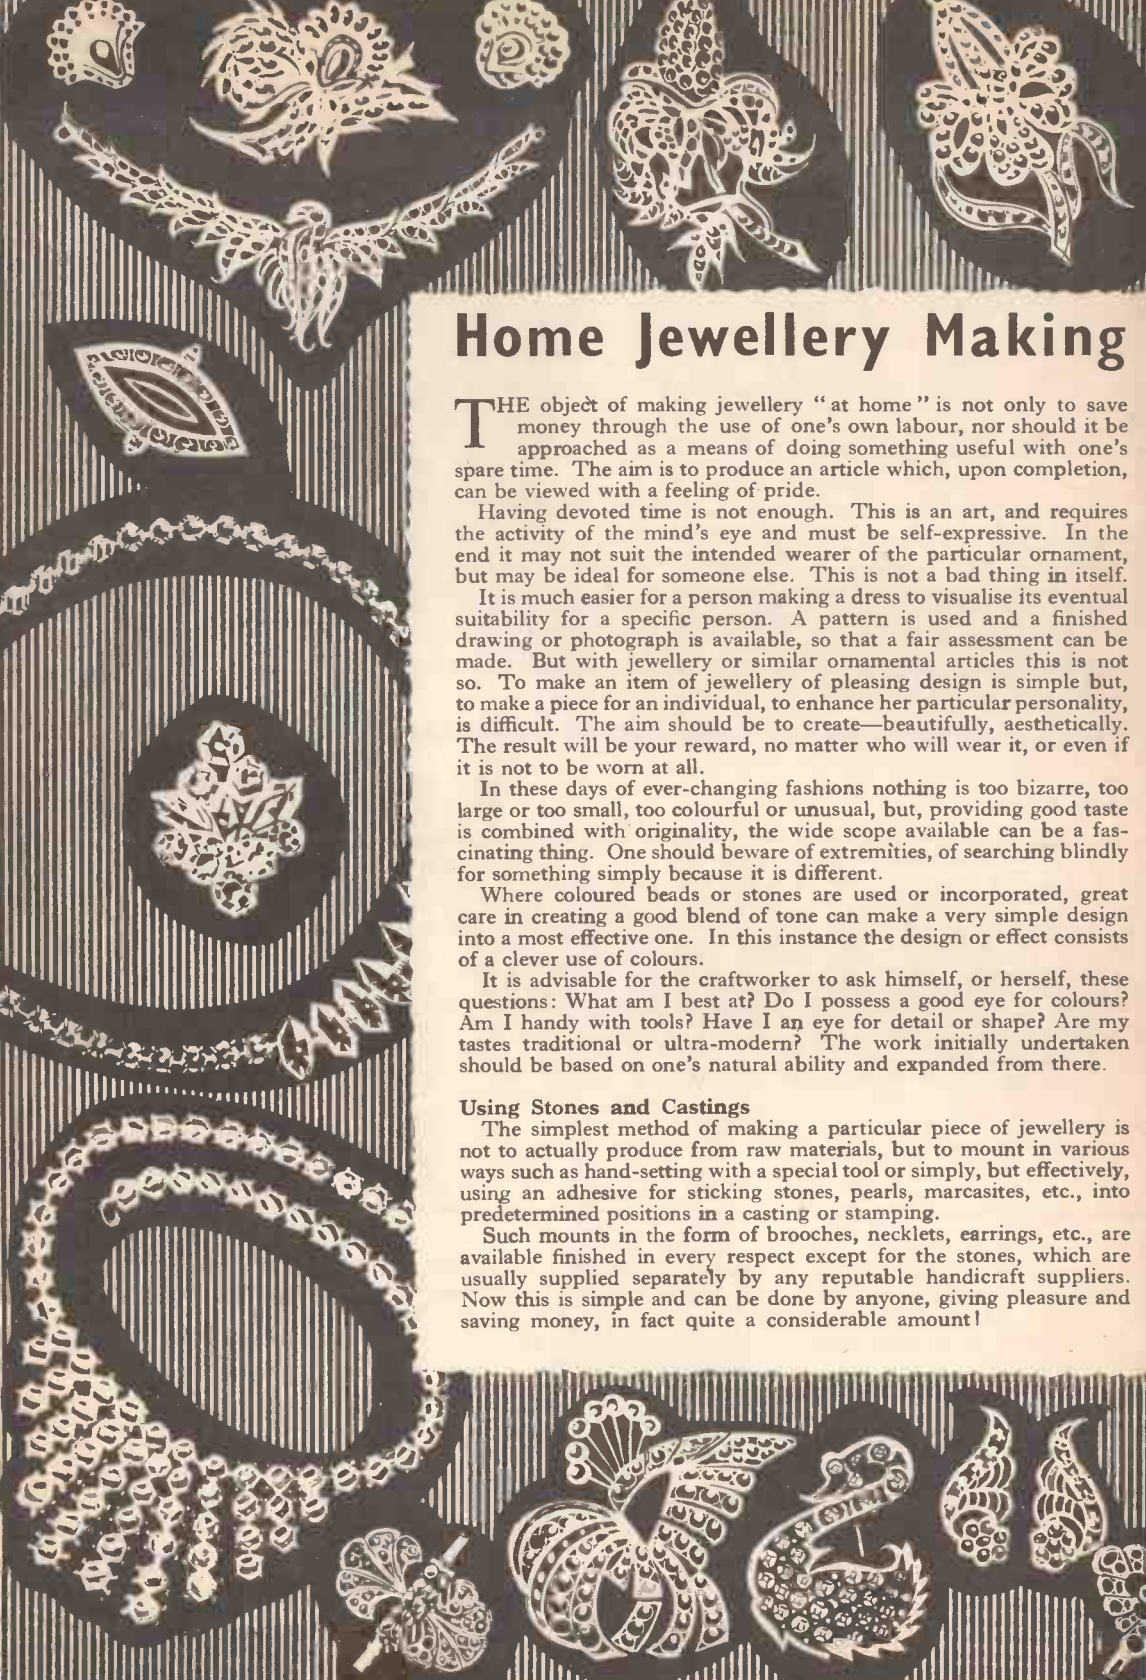 Home Jewellery Making
THE object of making jewellery “at home” is not only to save
money through the use of one’s own labour, nor should it be
approached as a means of doing something useful with one’s
spare time. The aim is to produce an article which, upon completion,
can be viewed with a feeling of pride.
Having devoted time is not enough. This is an art, and requires
the activity of the mind’s eye and must be self-expressive. In the
end it may not suit the intended wearer of the particular ornament,
but may be ideal for someone else. This is not a bad thing in itself.
It is much easier for a person making a dress to visualise its eventual
suitability for a specific person. A pattern is used and a finished
drawing or photograph is available, so that a fair assessment can be
made. But with jewellery or similar ornamental articles this is not
so. To make an item of jewellery of pleasing design is simple but,
to make a piece for an individual, to enhance her particular personality,
is difficult. The aim should be to create—beautifully, aesthetically.
The result will be your reward, no matter who will wear it, or even if
it is not to be worn at all.
In these days of ever-changing fashions nothing is too bizarre, too
large or too small, too colourful or unusual, but, providing good taste
is combined with originality, the wide scope available can be a fas-
cinating thing. One should beware of extremities, of searching blindly
for something simply because it is different.
Where coloured beads or stones are used or incorporated, great
care in creating a good blend of tone can make a very simple design
into a most effective one. In this instance the design or effect consists
of a clever use of colours.
It is advisable for the craftworker to ask himself, or herself, these
questions: What am I best at? Do I possess a good eye for colours?
Am I handy with tools? Have I an eye for detail or shape? Are my
tastes traditional or ultra-modern? The work initially undertaken
should be based on one’s natural ability and expanded from there.
Using Stones and Castings
The simplest method of making a particular piece of jewellery is
not to actually produce from raw materials, but to mount in various
ways such as hand-setting with a special tool or simply, but effectively,
using an adhesive for sticking stones, pearls, marcasites, etc., into
predetermined positions in a casting or stamping.
Such mounts in the form of brooches, necklets, earrings, etc., are
available finished in every respect except for the stones, which are
usually supplied separately by any reputable handicraft suppliers.
Now this is simple and can be done by anyone, giving pleasure and
saving money, in fact quite a considerable amount!